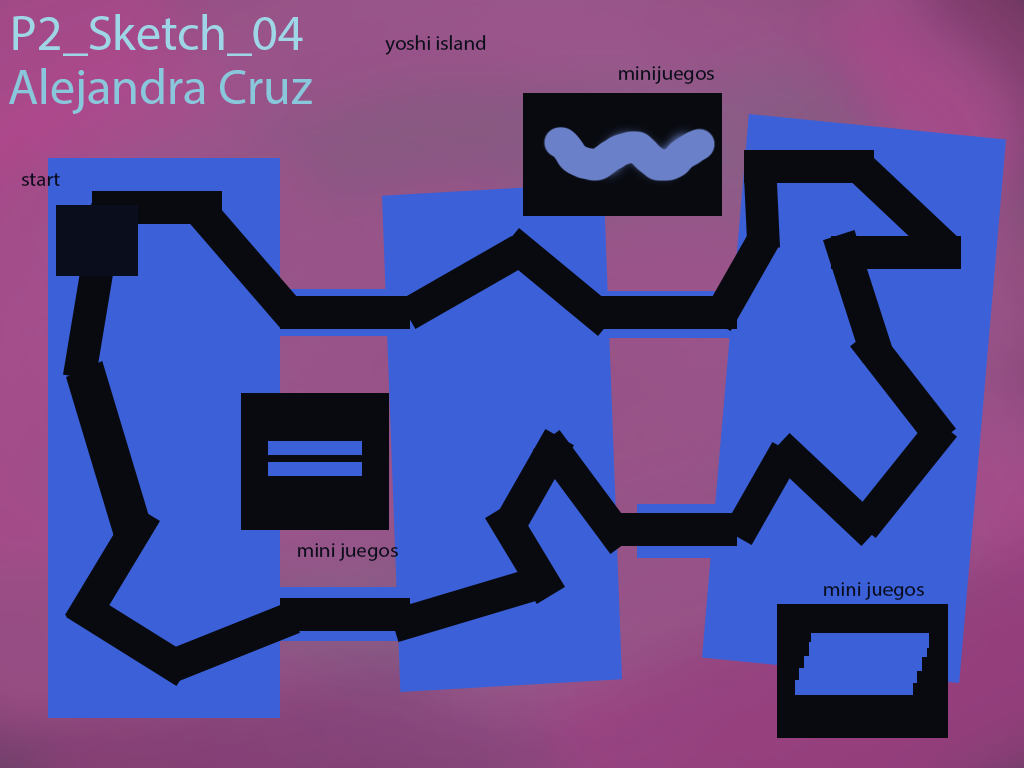 P2_Sketch_04
Alejandra Cruz
yoshi island
minijuegos
start
mini juegos
mini juegos